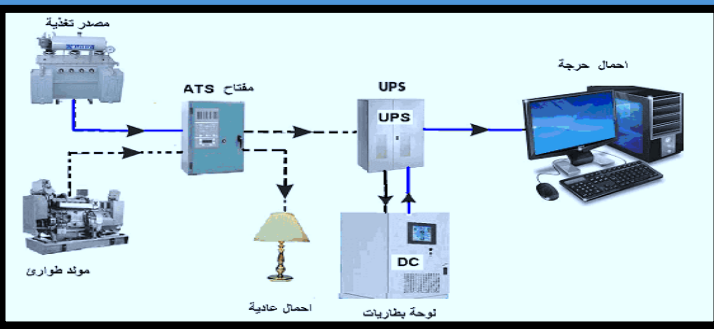 مصدر تغذية
مفتاح ATS
UPS
احمال حرجة
UPS
DC
مولد طوارئ
احمال عادية
لوحة بطاريات